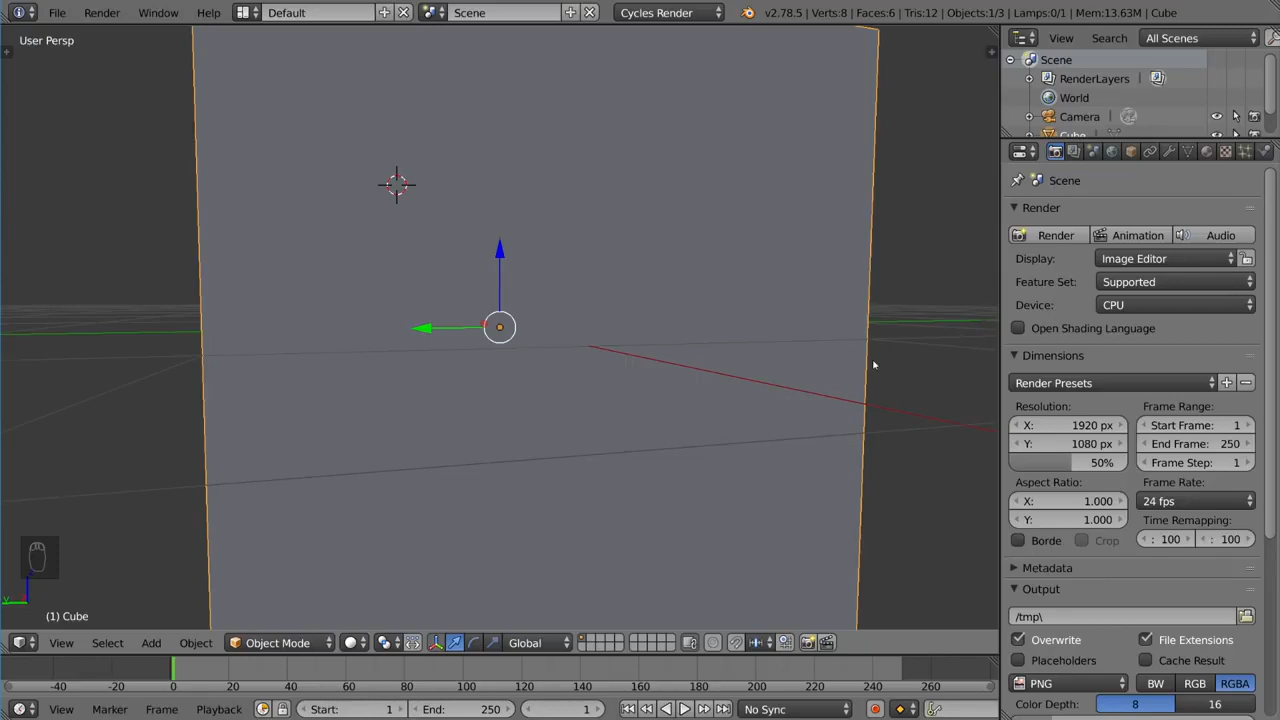 File Render Window Help Default Scene Cycles Render v2.78.5 | Verts:8 | Faces:6 | Tris:12 | Objects:1/3 | Lamps:0/1 | Mem:13.63M | Cube
User Persp
View Search All Scenes
Scene
RenderLayers
World
Camera
Cube
Scene
Render
Render Animation Audio
Display: Image Editor
Feature Set: Supported
Device: CPU
Open Shading Language
Dimensions
Render Presets
Resolution: Frame Range:
X: 1920 px Start Frame: 1
Y: 1080 px End Frame: 250
50% Frame Step: 1
Aspect Ratio: Frame Rate:
X: 1.000 24 fps
Y: 1.000 Time Remapping:
Borde Crop : 100 : 100
Metadata
Output
/tmp\
Overwrite File Extensions
Placeholders Cache Result
PNG BW RGB RGBA
Color Depth: 8 16
(1) Cube
View Select Add Object Object Mode Global
-40 -20 0 20 40 60 80 100 120 140 160 180 200 220 240 260
View Marker Frame Playback Start: 1 End: 250 1 No Sync